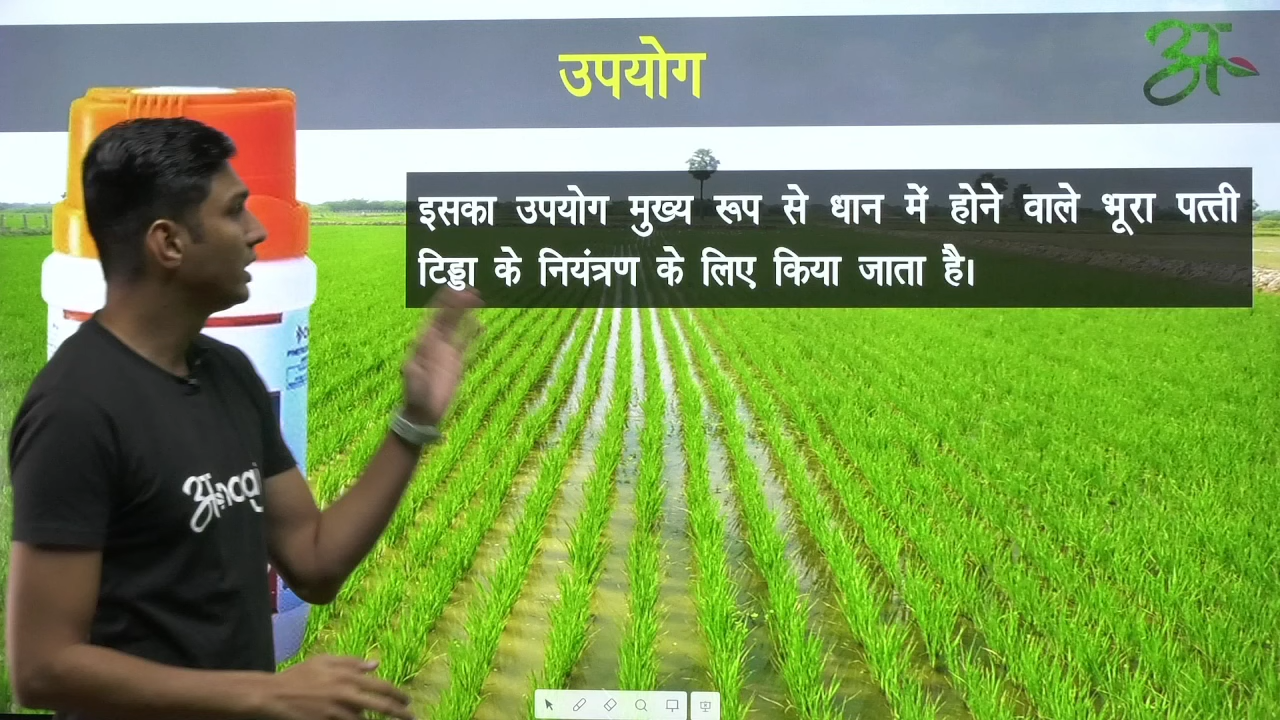 उपयोग
इसका उपयोग मुख्य रूप से धान में होने वाले भूरा पत्ती
टिड्डा के नियंत्रण के लिए किया जाता है।